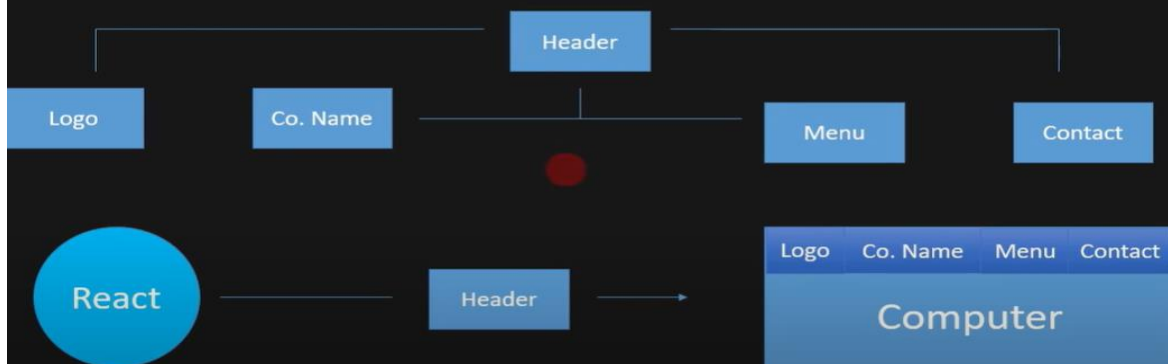 Header
Logo
Co. Name
Menu
Contact
React
Header
Logo Co. Name Menu Contact
Computer